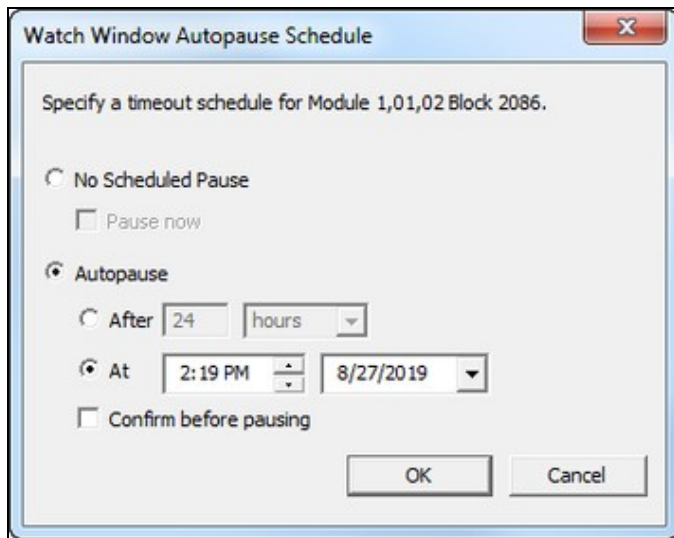 Watch Window Autopause Schedule
Specify a timeout schedule for Module 1,01,02 Block 2086.
No Scheduled Pause
Pause now
Autopause
After 24 hours
At 2:19 PM 8/27/2019
Confirm before pausing
OK Cancel